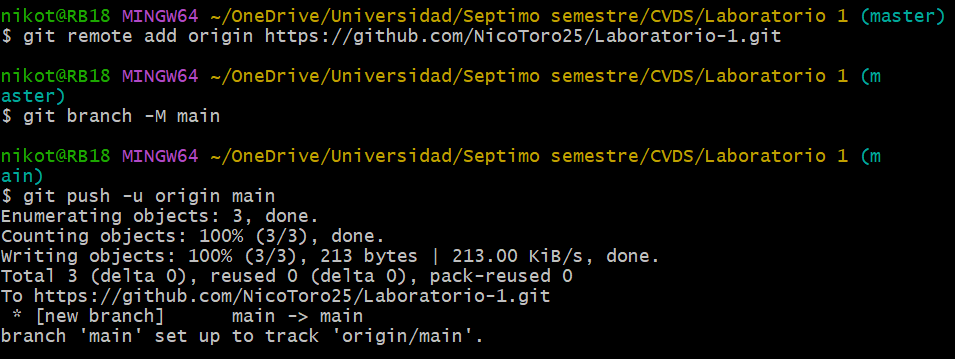 nikot@RB18 MINGW64 ~/OneDrive/Universidad/Septimo semestre/CVDS/Laboratorio 1 (master)
$ git remote add origin https://github.com/NicoToro25/Laboratorio-1.git
nikot@RB18 MINGW64 ~/OneDrive/Universidad/Septimo semestre/CVDS/Laboratorio 1 (m
aster)
$ git branch -M main
nikot@RB18 MINGW64 ~/OneDrive/Universidad/Septimo semestre/CVDS/Laboratorio 1 (m
ain)
$ git push -u origin main
Enumerating objects: 3, done.
Counting objects: 100% (3/3), done.
Writing objects: 100% (3/3), 213 bytes | 213.00 KiB/s, done.
Total 3 (delta 0), reused 0 (delta 0), pack-reused 0
To https://github.com/NicoToro25/Laboratorio-1.git
 * [new branch]      main -> main
branch 'main' set up to track 'origin/main'.